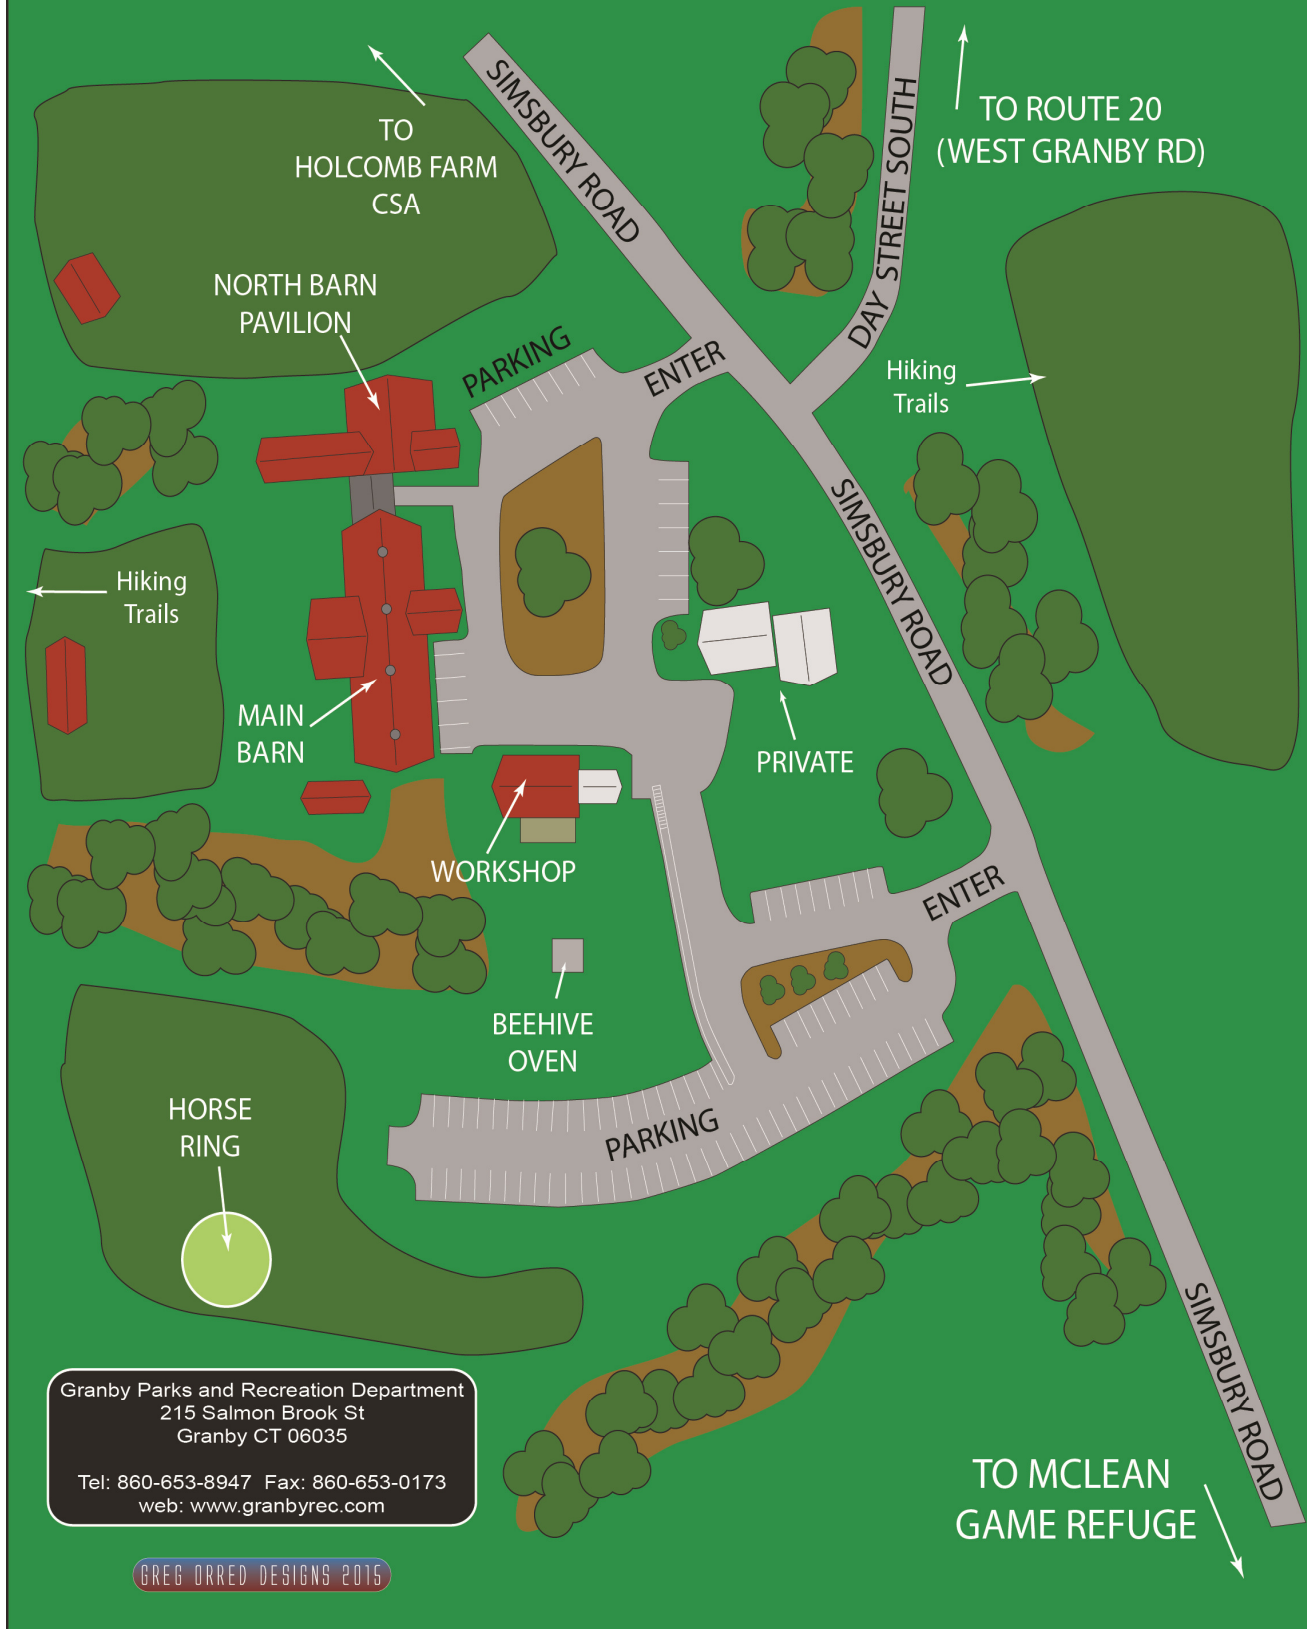 SIMSBURY ROAD
DAY STREET SOUTH
TO ROUTE 20
(WEST GRANBY RD)
TO
HOLCOMB FARM
CSA
NORTH BARN
PAVILION
PARKING
ENTER
Hiking
Trails
SIMSBURY ROAD
Hiking
Trails
MAIN
BARN
PRIVATE
WORKSHOP
ENTER
BEEHIVE
OVEN
HORSE
RING
PARKING
SIMSBURY ROAD
Granby Parks and Recreation Department
215 Salmon Brook St
Granby CT 06035
Tel: 860-653-8947 Fax: 860-653-0173
web: www.granbyrec.com
TO MCLEAN
GAME REFUGE
GREG ORRED DESIGNS 2015